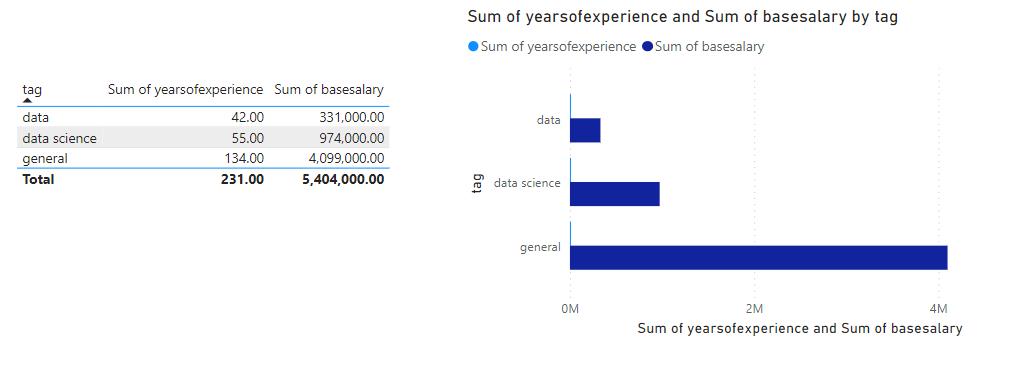 tag Sum of yearsofexperience Sum of basesalary
data 42.00 331,000.00
data science 55.00 974,000.00
general 134.00 4,099,000.00
Total 231.00 5,404,000.00
Sum of yearsofexperience and Sum of basesalary by tag
Sum of yearsofexperience Sum of basesalary
tag
data
data science
general
0M 2M 4M
Sum of yearsofexperience and Sum of basesalary